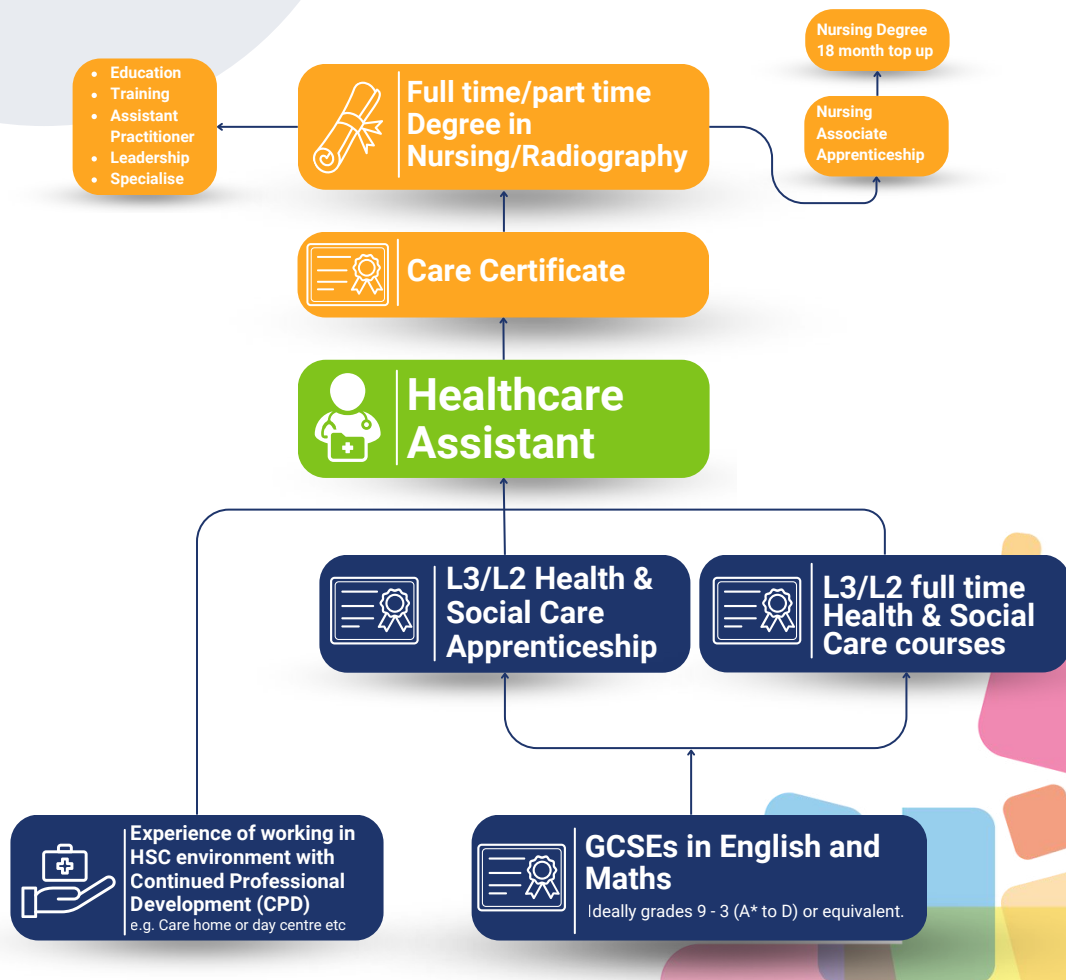 Nursing Degree
18 month top up
• Education
• Training
• Assistant
Practitioner
• Leadership
• Specialise
Full time/part time
Degree in
Nursing/Radiography
Nursing
Associate
Apprenticeship
Care Certificate
Healthcare
Assistant
L3/L2 Health &
Social Care
Apprenticeship
L3/L2 full time
Health & Social
Care courses
Experience of working in
HSC environment with
Continued Professional
Development (CPD)
e.g. Care home or day centre etc
GCSEs in English and
Maths
Ideally grades 9 - 3 (A* to D) or equivalent.